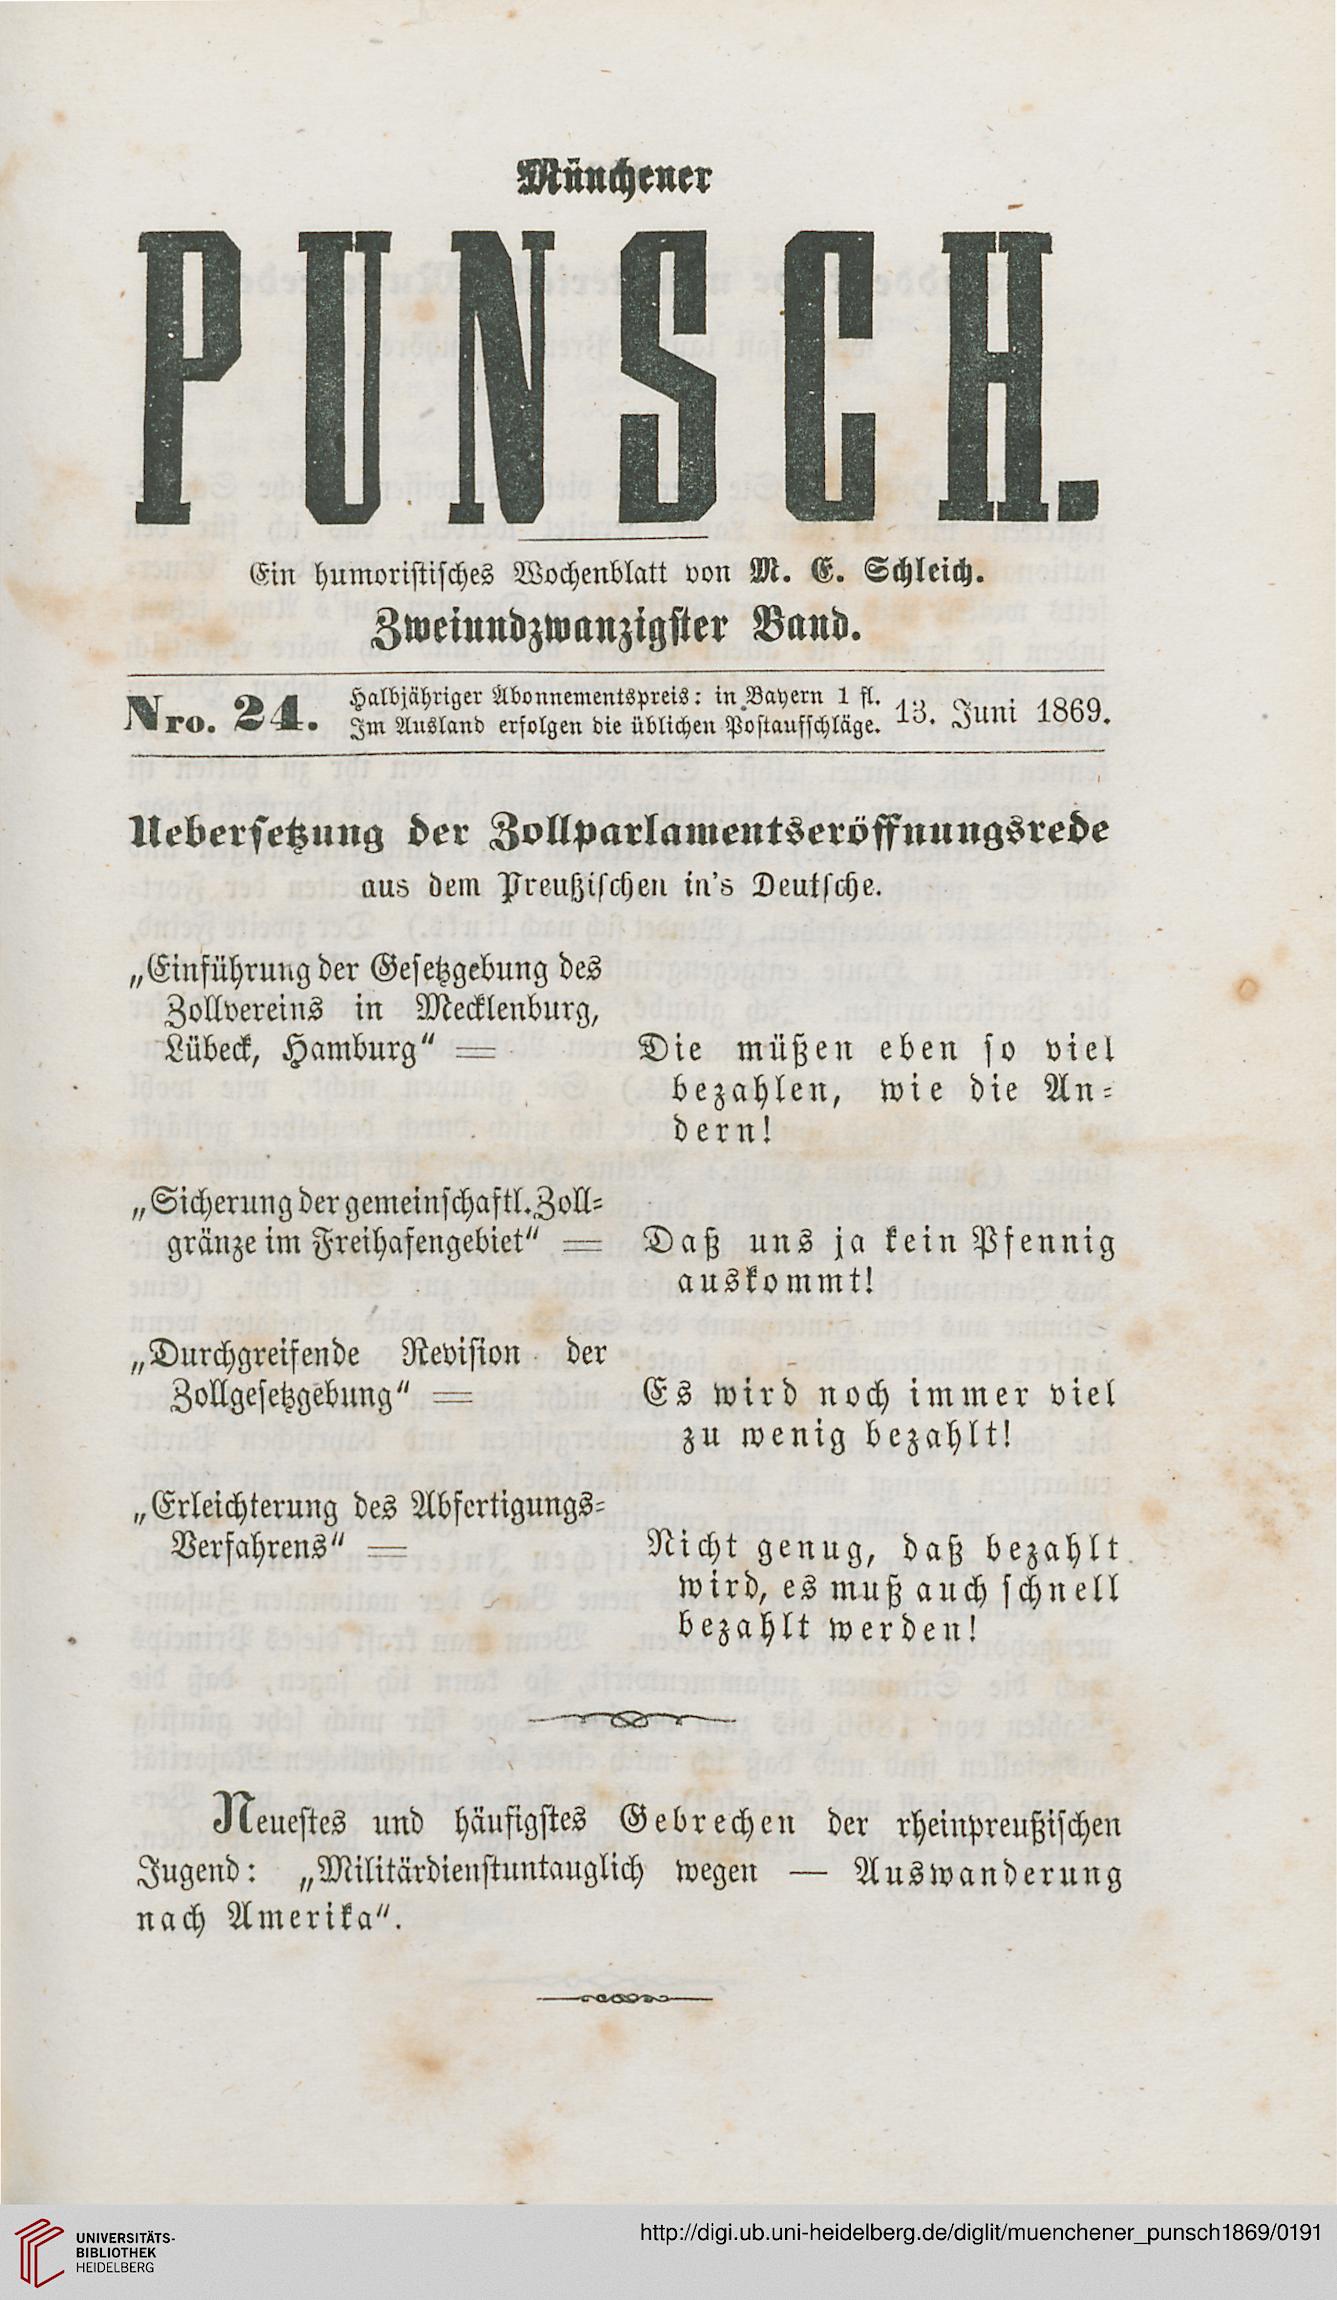 Münchener
PUNSCH.
Ein humoristisches Wochenblatt von M. E. Schleich.
Zweiundzwanzigster Band.
Nro. 24.
Halbjähriger Abonnementspreis: in Bayern 1 fl.
Im Ausland erfolgen die üblichen Postaufschläge.
13. Juni 1869.
Uebersetzung der Zollparlamentseröffnungsrede
aus dem Preußischen in's Deutsche.
„Einführung der Gesetzgebung des
Zollvereins in Mecklenburg,
Lübeck, Hamburg“ =
Die müßen eben so viel
bezahlen, wie die An-
dern!
„Sicherung der gemeinschaftl. Zoll-
gränze im Freihafengebiet“ =
Daß uns ja kein Pfennig
auskommt!
„Durchgreifende Revision der
Zollgesetzgebung“ =
Es wird noch immer viel
zu wenig bezahlt!
„Erleichterung des Abfertigungs-
Verfahrens“ =
Nicht genug, daß bezahlt
wird, es muß auch schnell
bezahlt werden!
Neuestes und häufigstes Gebrechen der rheinpreußischen
Jugend: „Militärdienstuntauglich wegen — Auswanderung
nach Amerika“.
UNIVERSITÄTS-
BIBLIOTHEK
HEIDELBERG
http://digi.ub.uni-heidelberg.de/diglit/muenchener_punsch1869/0191